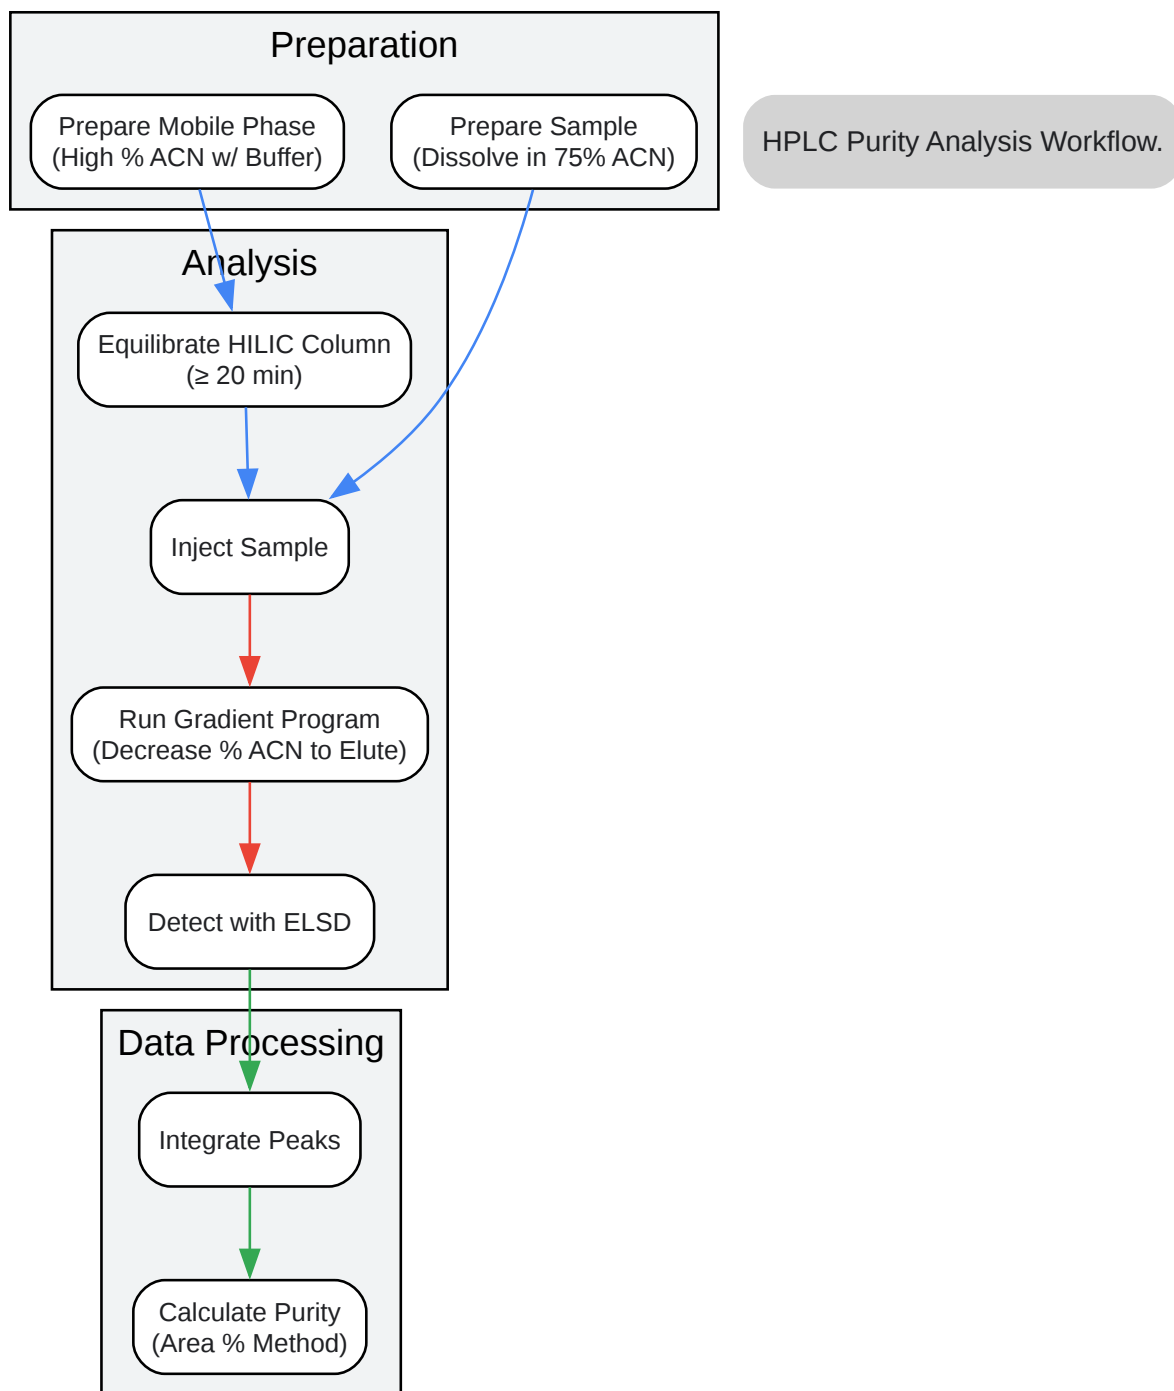 Preparation
Prepare Mobile Phase
(High % ACN w/ Buffer)
Prepare Sample
(Dissolve in 75% ACN)
HPLC Purity Analysis Workflow.
Analysis
Equilibrate HILIC Column
(≥ 20 min)
Inject Sample
Run Gradient Program
(Decrease % ACN to Elute)
Detect with ELSD
Data Processing
Integrate Peaks
Calculate Purity
(Area % Method)